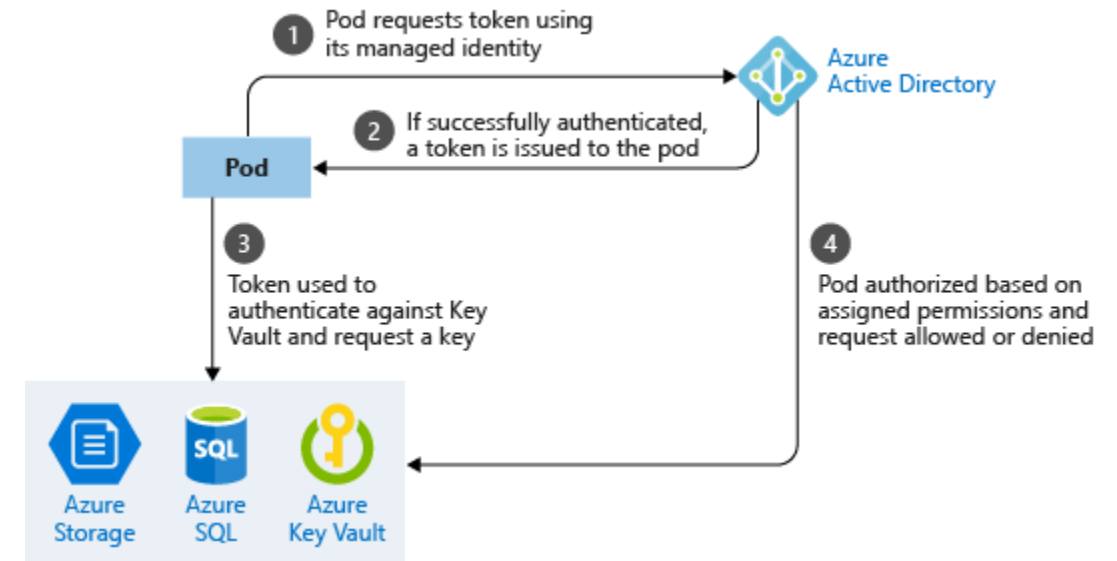 1
Pod requests token using
its managed identity
Azure
Active Directory
2
If successfully authenticated,
a token is issued to the pod
Pod
3
Token used to
authenticate against Key
Vault and request a key
4
Pod authorized based on
assigned permissions and
request allowed or denied
SQL
Azure
Storage
Azure
SQL
Azure
Key Vault